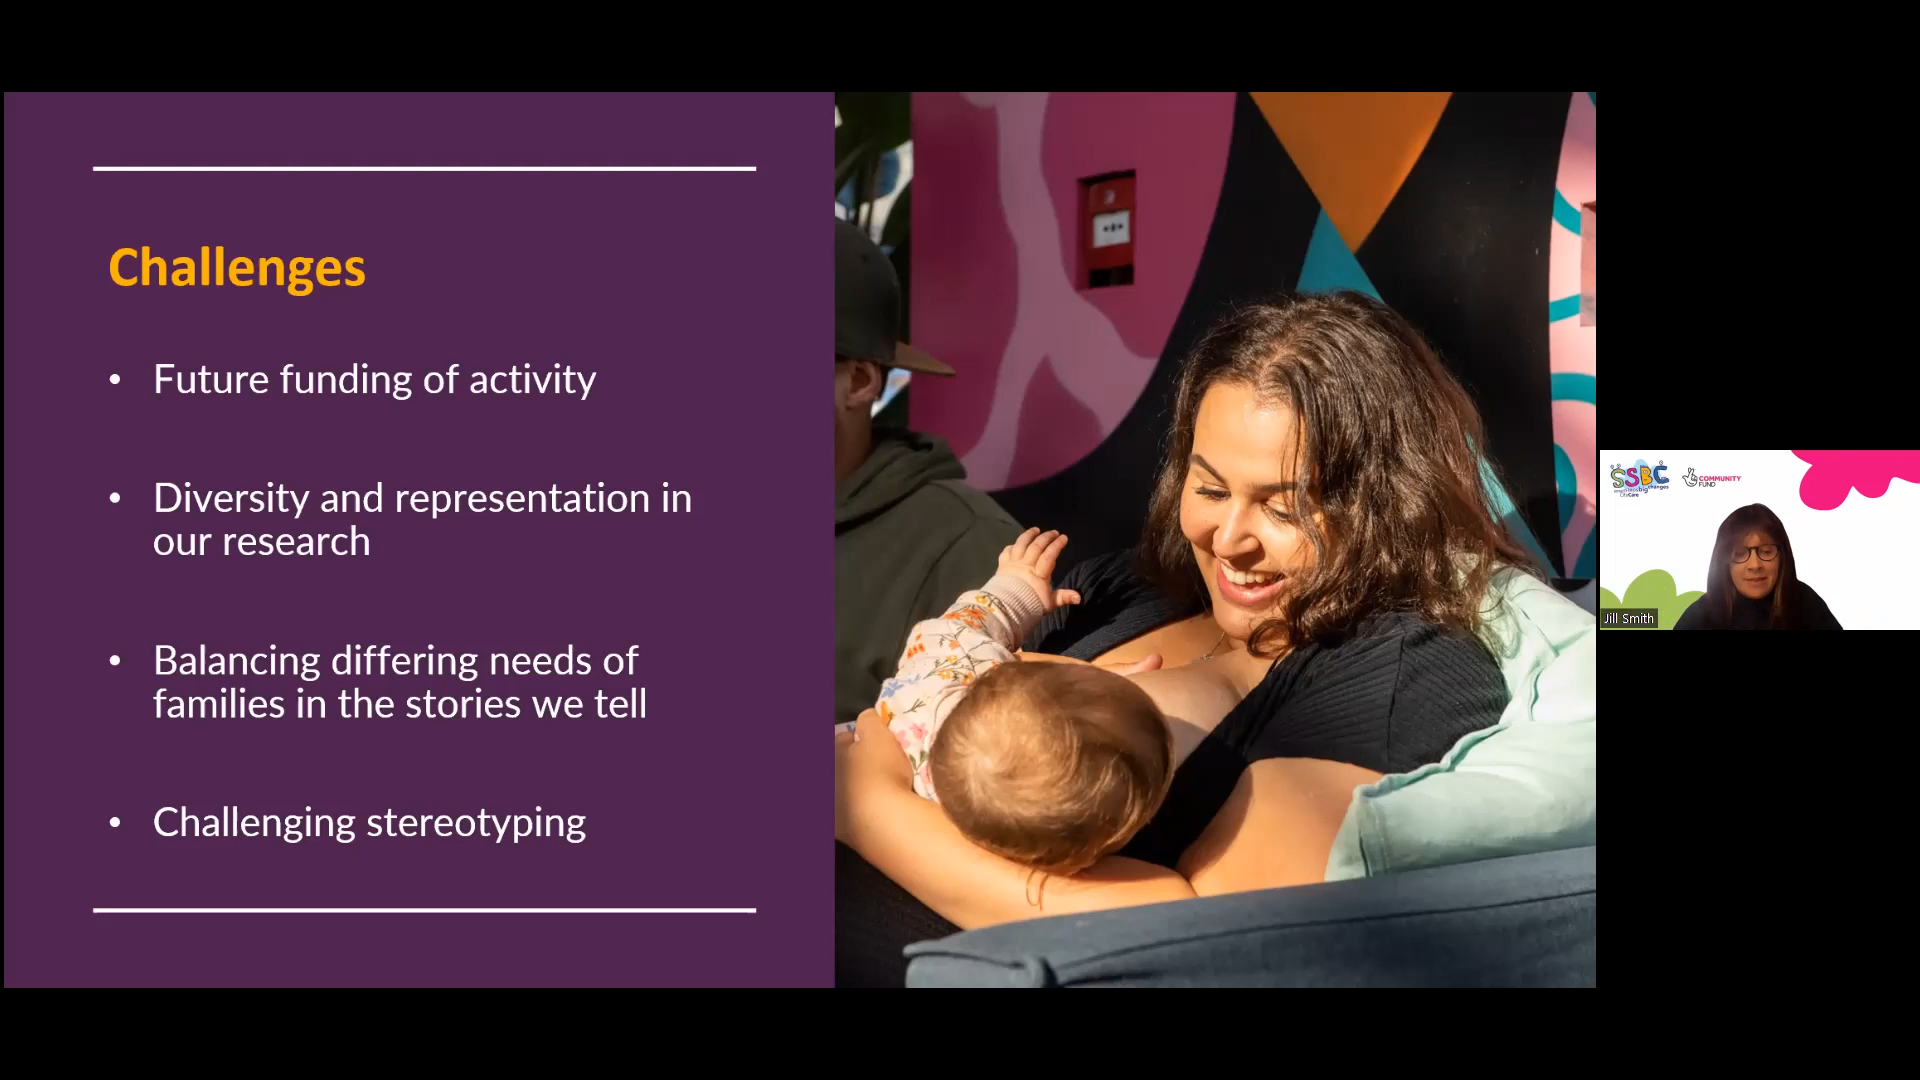 Challenges
• Future funding of activity
• Diversity and representation in
our research
• Balancing differing needs of
families in the stories we tell
• Challenging stereotyping
SSBC
COMMUNITY
FUND
Jill Smith